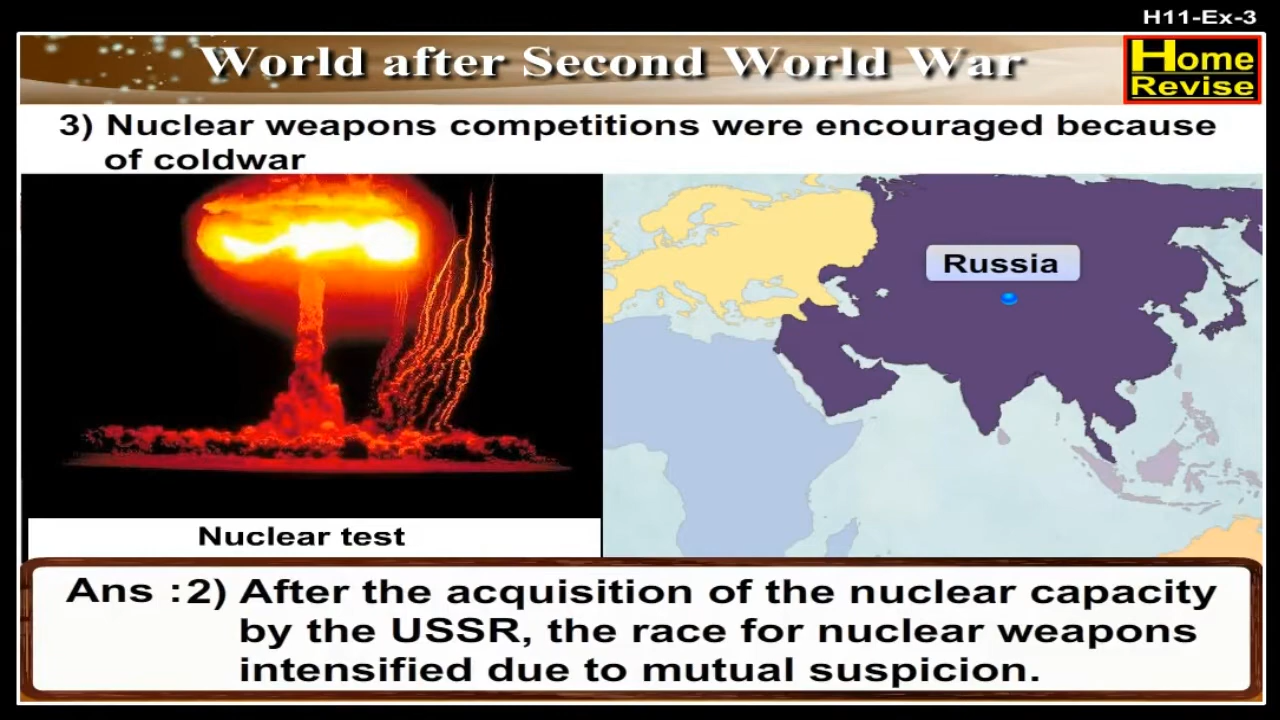 H11-Ex-3
World after Second World War
Home
Revise
3) Nuclear weapons competitions were encouraged because
of coldwar
Russia
Nuclear test
Ans :2) After the acquisition of the nuclear capacity
by the USSR, the race for nuclear weapons
intensified due to mutual suspicion.